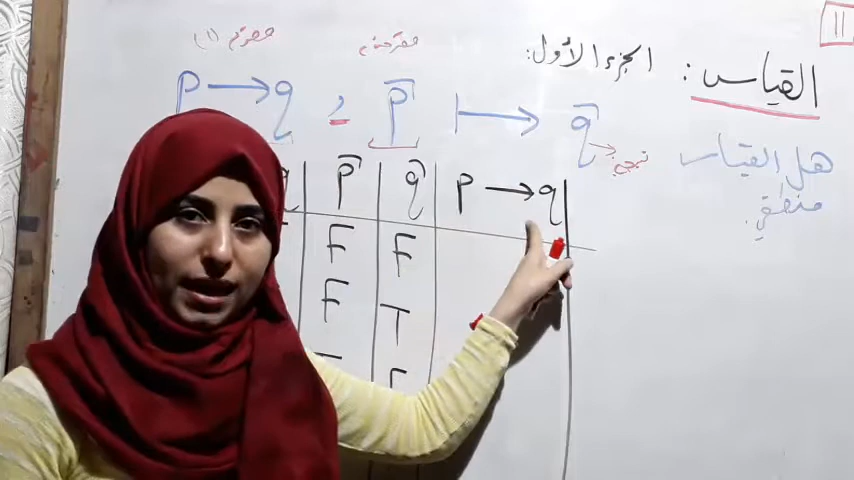 11
القياس:
الجزء الأول:
هل القياس
منطقي.
مقدمة (١) مقدمة
p → q , p̄ ↦ q̄
نتيجة
q p̄ q̄ p → q
F F
F T
F